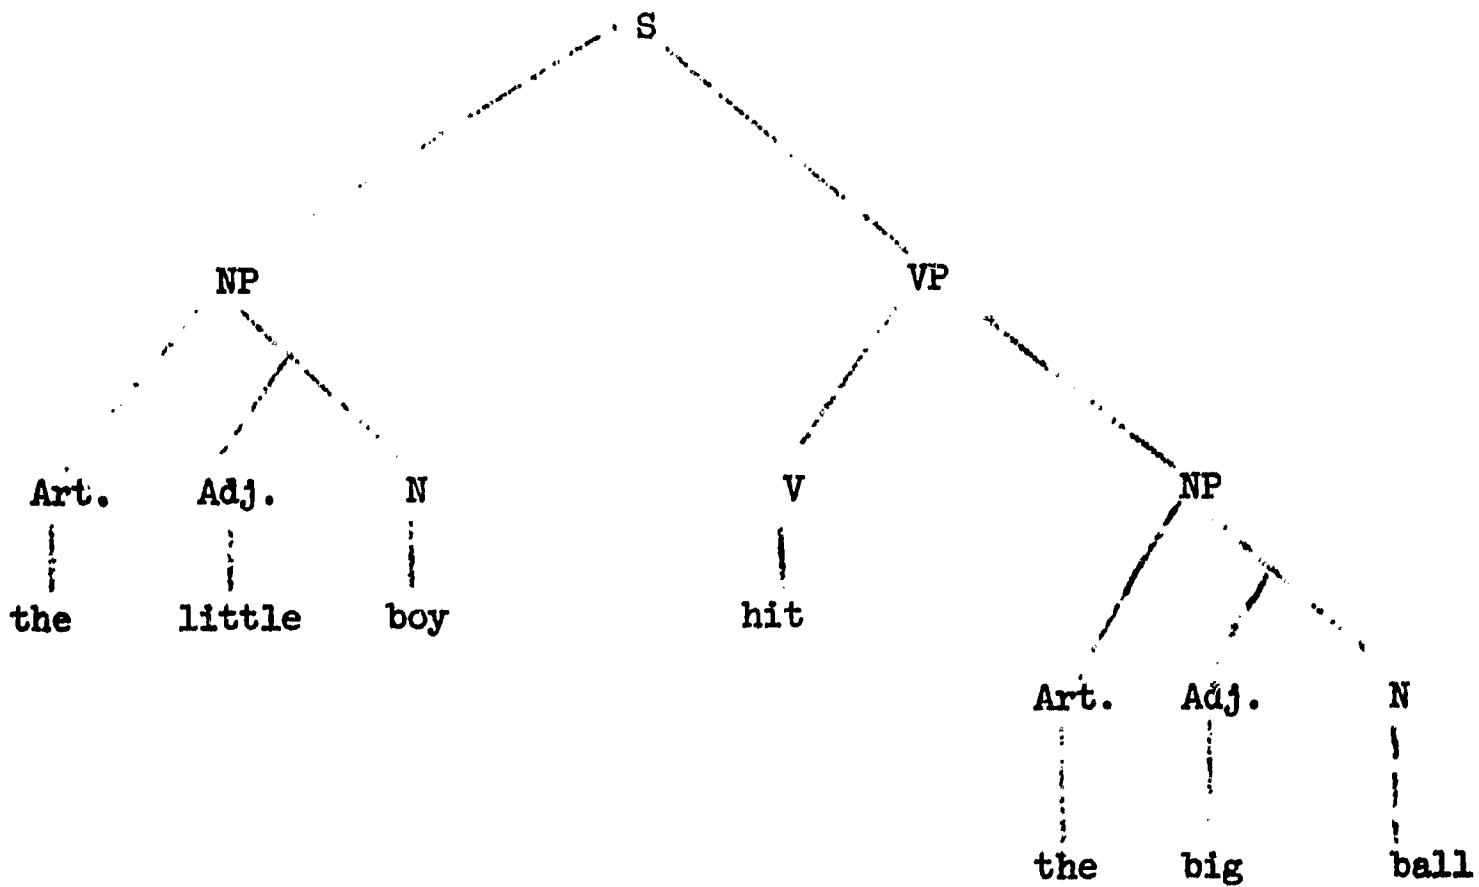 S
NP VP
Art. Adj. N V NP
the little boy hit
Art. Adj. N
the big ball